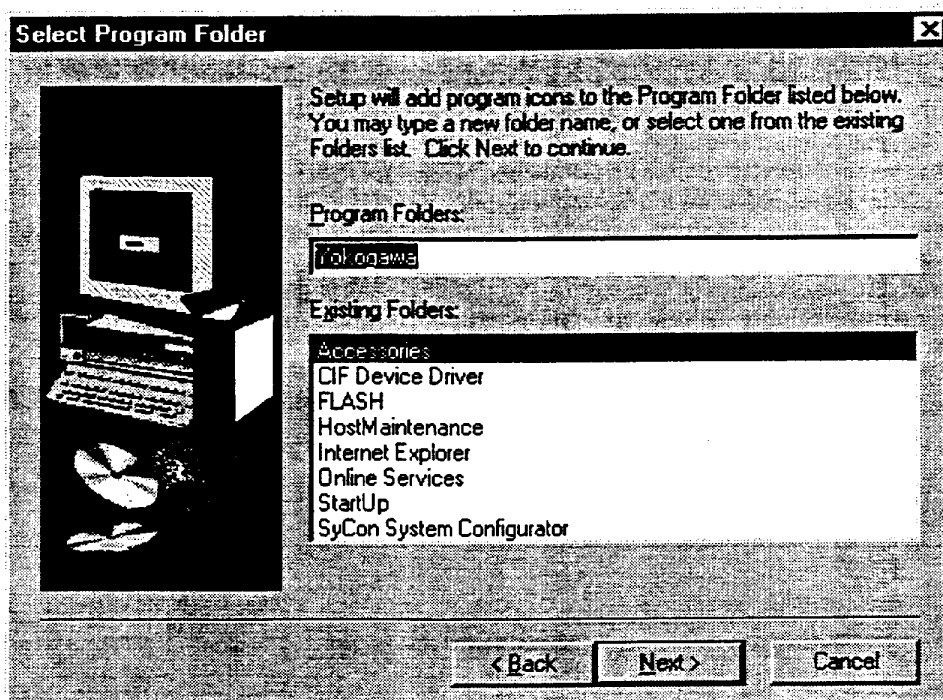 Select Program Folder
Setup will add program icons to the Program Folder listed below.
You may type a new folder name, or select one from the existing
Folders list. Click Next to continue.
Program Folders:
Yokogawa
Existing Folders:
Accessories
CIF Device Driver
FLASH
HostMaintenance
Internet Explorer
Online Services
StartUp
SyCon System Configurator
< Back
Next >
Cancel